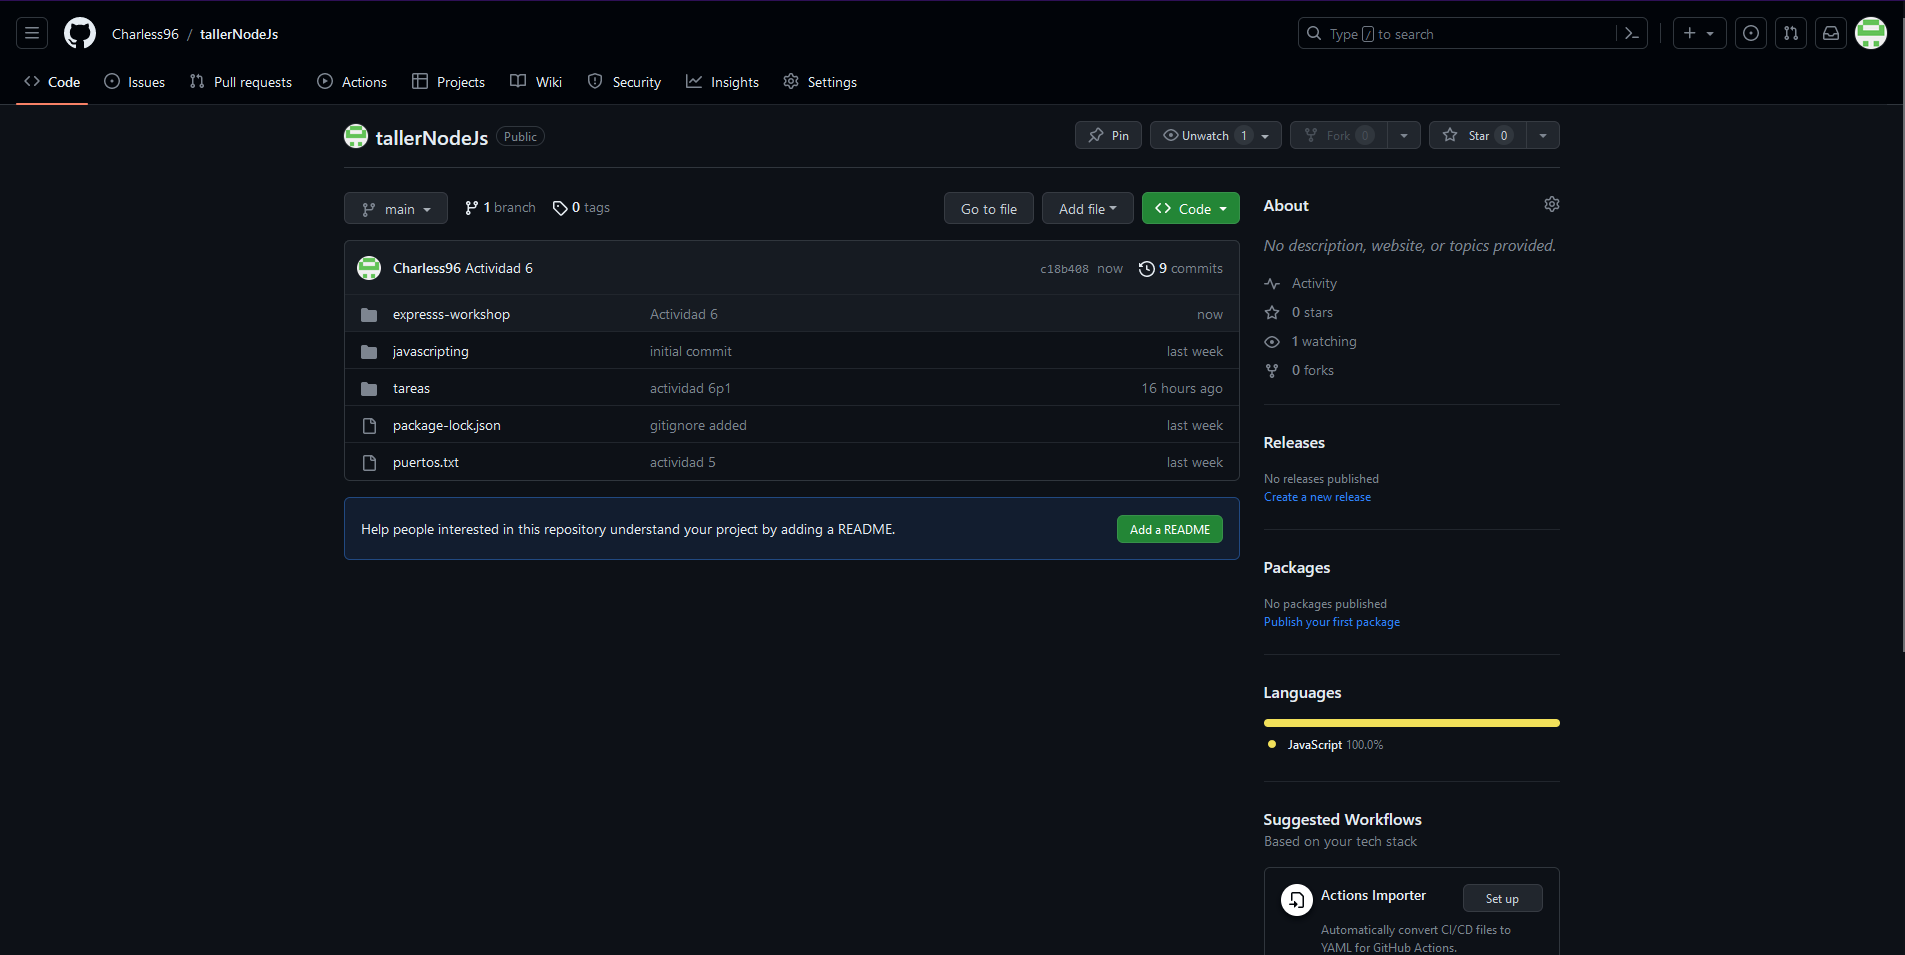 Charless96 / tallerNodeJs
Type / to search
Code Issues Pull requests Actions Projects Wiki Security Insights Settings
tallerNodeJs Public
Pin Unwatch 1 Fork 0 Star 0
main 1 branch 0 tags
Go to file Add file Code
Charless96 Actividad 6 c18b408 now 9 commits
expresss-workshop Actividad 6 now
javascripting initial commit last week
tareas actividad 6p1 16 hours ago
package-lock.json gitignore added last week
puertos.txt actividad 5 last week
Help people interested in this repository understand your project by adding a README. Add a README
About
No description, website, or topics provided.
Activity
0 stars
1 watching
0 forks
Releases
No releases published
Create a new release
Packages
No packages published
Publish your first package
Languages
JavaScript 100.0%
Suggested Workflows
Based on your tech stack
Actions Importer Set up
Automatically convert CI/CD files to
YAML for GitHub Actions.